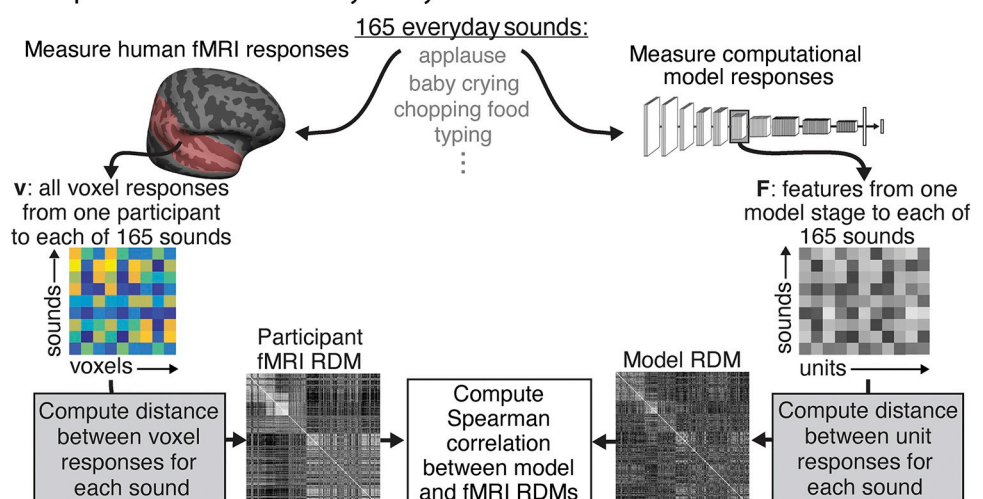 165 everyday sounds:
Measure human fMRI responses
applause
baby crying
chopping food
typing
Measure computational
model responses
v: all voxel responses
from one participant
to each of 165 sounds
F: features from one
model stage to each of
165 sounds
sounds
voxels
sounds
units
Participant
fMRI RDM
Model RDM
Compute distance
between voxel
responses for
each sound
Compute
Spearman
correlation
between model
and fMRI RDMs
Compute distance
between unit
responses for
each sound